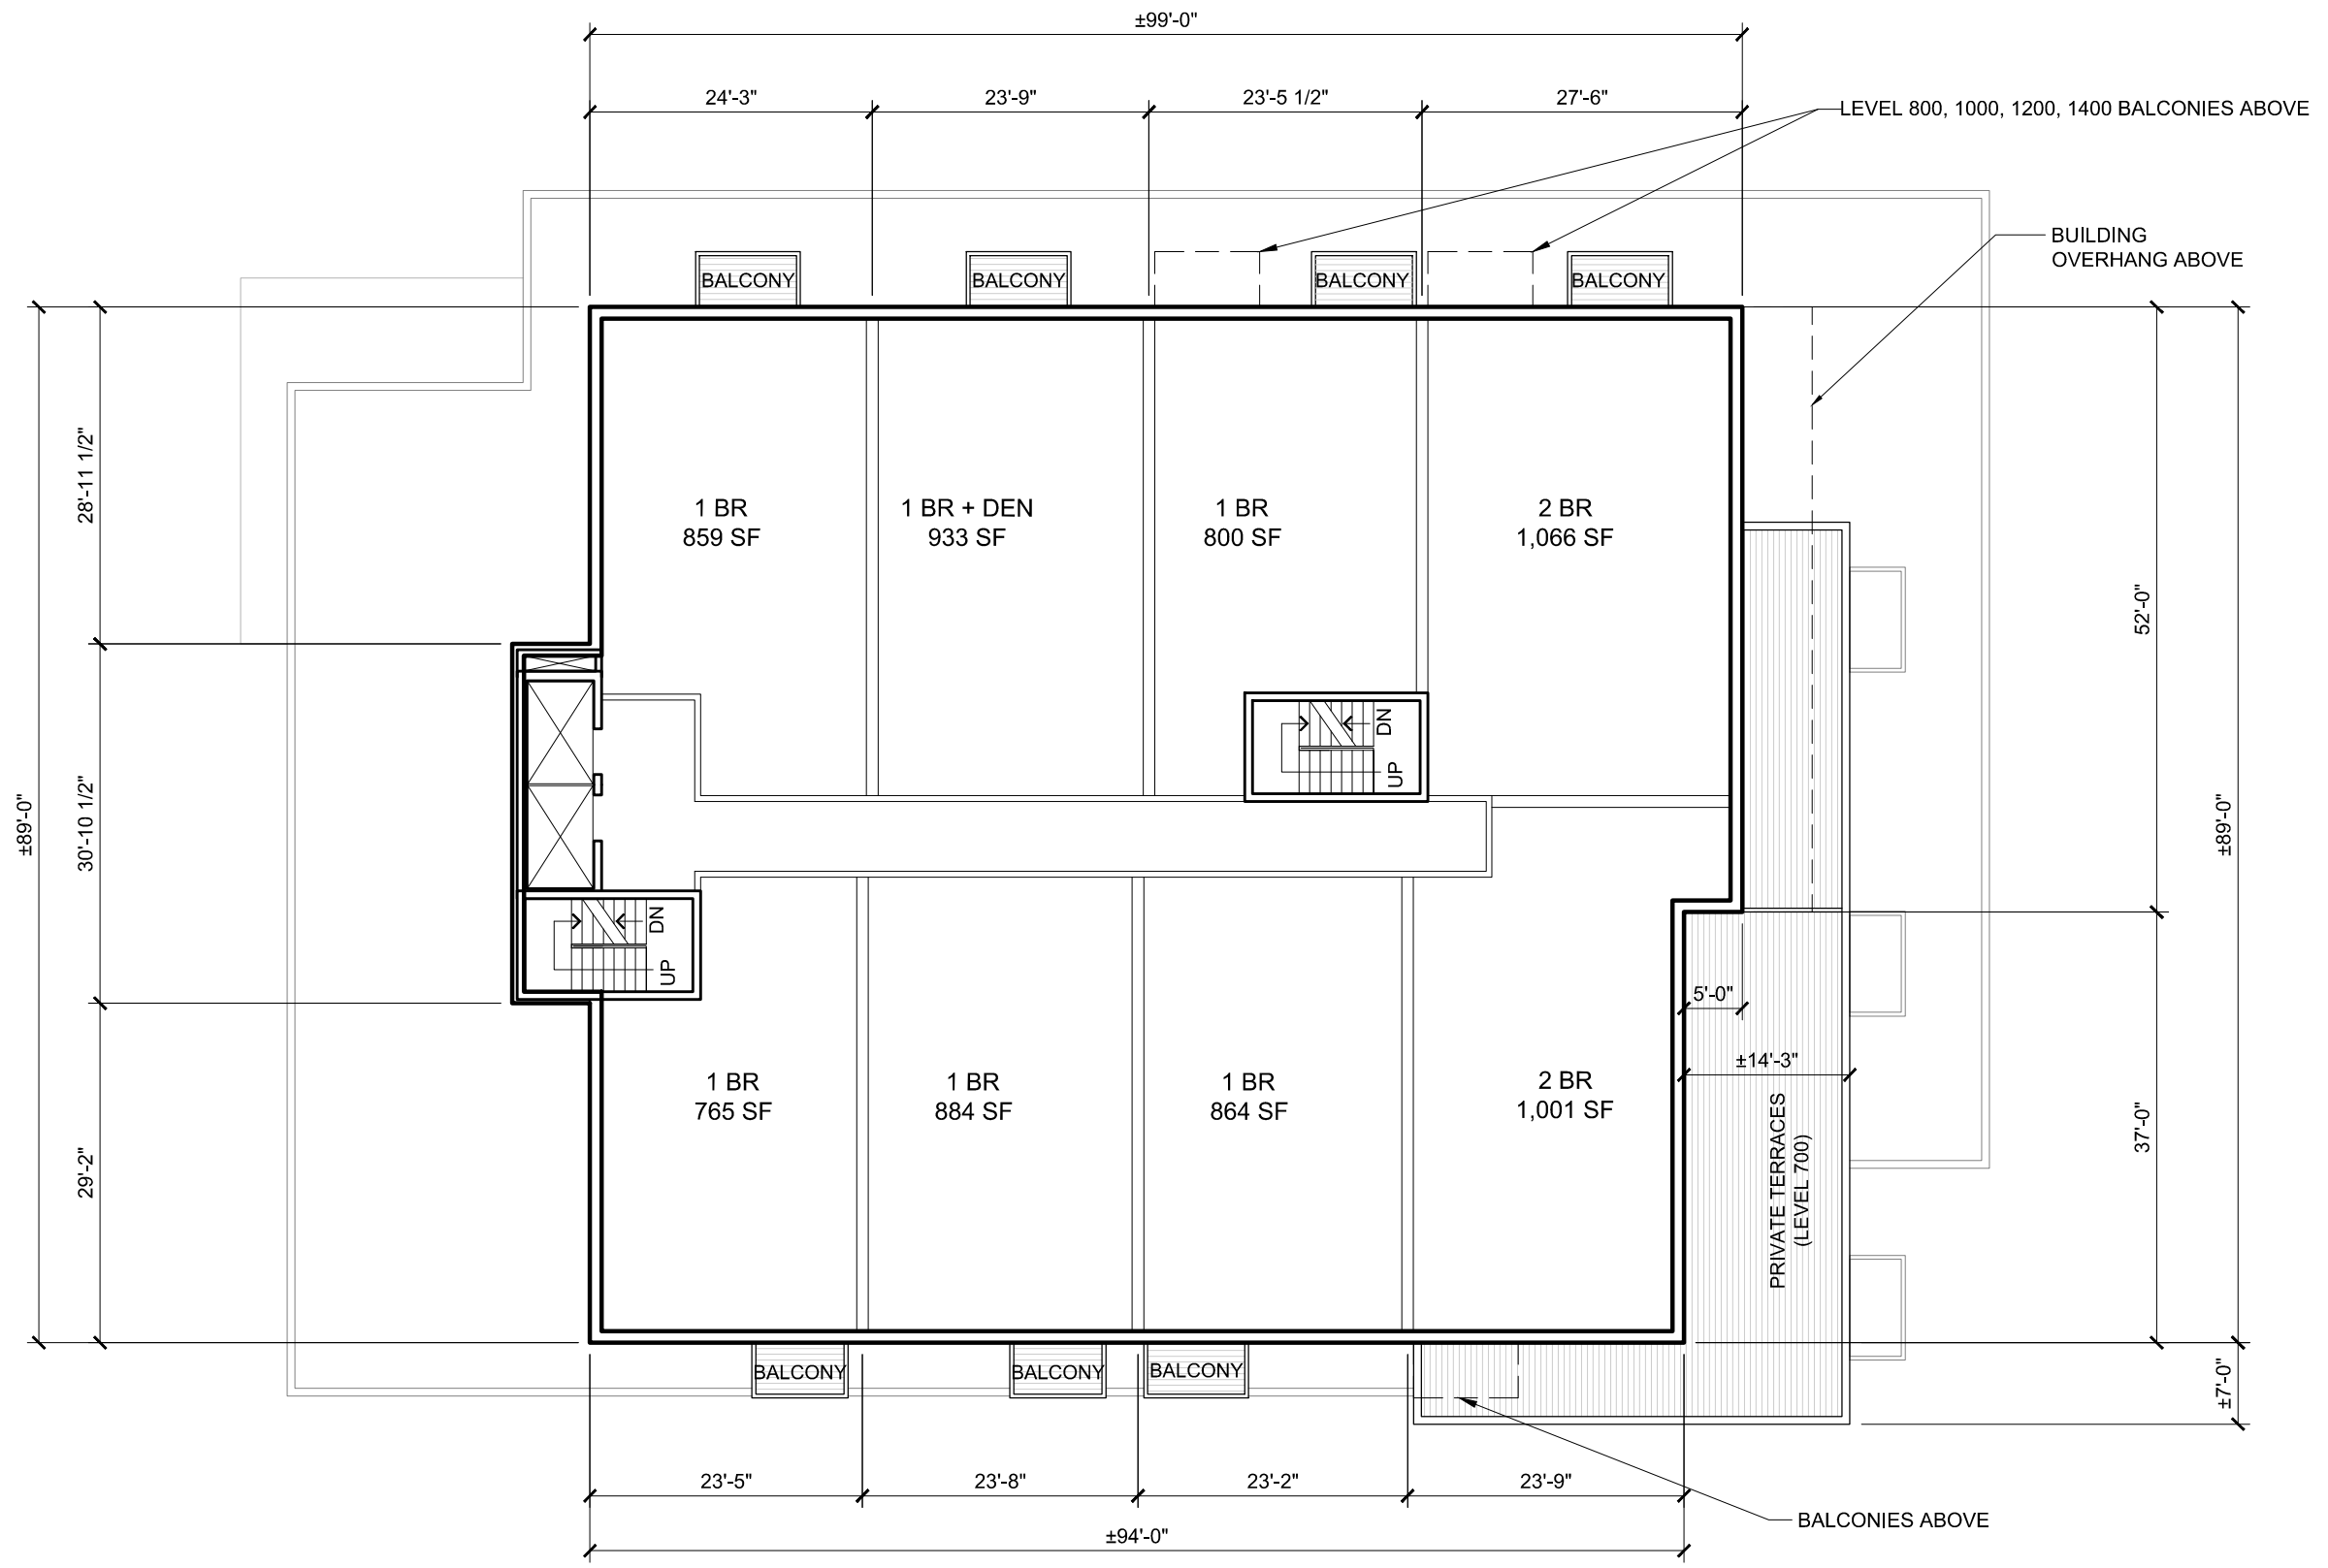 ±99'-0"
24'-3"
23'-9"
23'-5 1/2"
27'-6"
LEVEL 800, 1000, 1200, 1400 BALCONIES ABOVE
BUILDING
OVERHANG ABOVE
BALCONY
BALCONY
BALCONY
BALCONY
28'-11 1/2"
30'-10 1/2"
29'-2"
±89'-0"
1 BR
859 SF
1 BR + DEN
933 SF
1 BR
800 SF
2 BR
1,066 SF
DN
UP
DN
UP
52'-0"
37'-0"
±89'-0"
±7'-0"
5'-0"
±14'-3"
PRIVATE TERRACES
(LEVEL 700)
1 BR
765 SF
1 BR
884 SF
1 BR
864 SF
2 BR
1,001 SF
BALCONY
BALCONY
BALCONY
23'-5"
23'-8"
23'-2"
23'-9"
±94'-0"
BALCONIES ABOVE